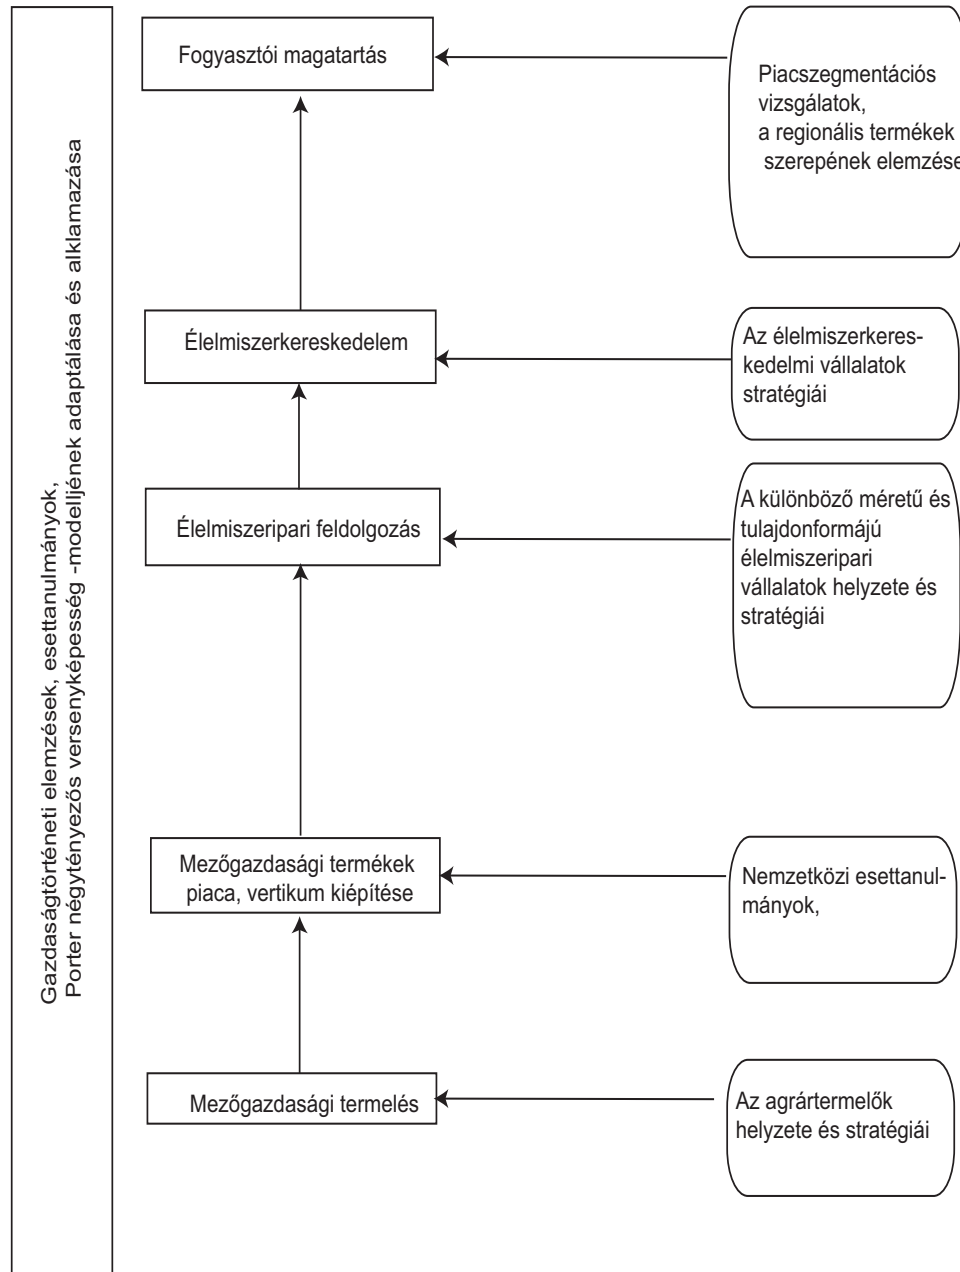 Gazdaságtörténeti elemzések, esettanulmányok,
Porter négytényezős versenyképesség -modelljének adaptálása és alklamazása
Fogyasztói magatartás
Piacszegmentációs
vizsgálatok,
a regionális termékek
szerepének elemzése
Élelmiszerkereskedelem
Az élelmiszerkeres-
kedelmi vállalatok
stratégiái
Élelmiszeripari feldolgozás
A különböző méretű és
tulajdonformájú
élelmiszeripari
vállalatok helyzete és
stratégiái
Mezőgazdasági termékek
piaca, vertikum kiépítése
Nemzetközi esettanul-
mányok,
Mezőgazdasági termelés
Az agrártermelők
helyzete és stratégiái